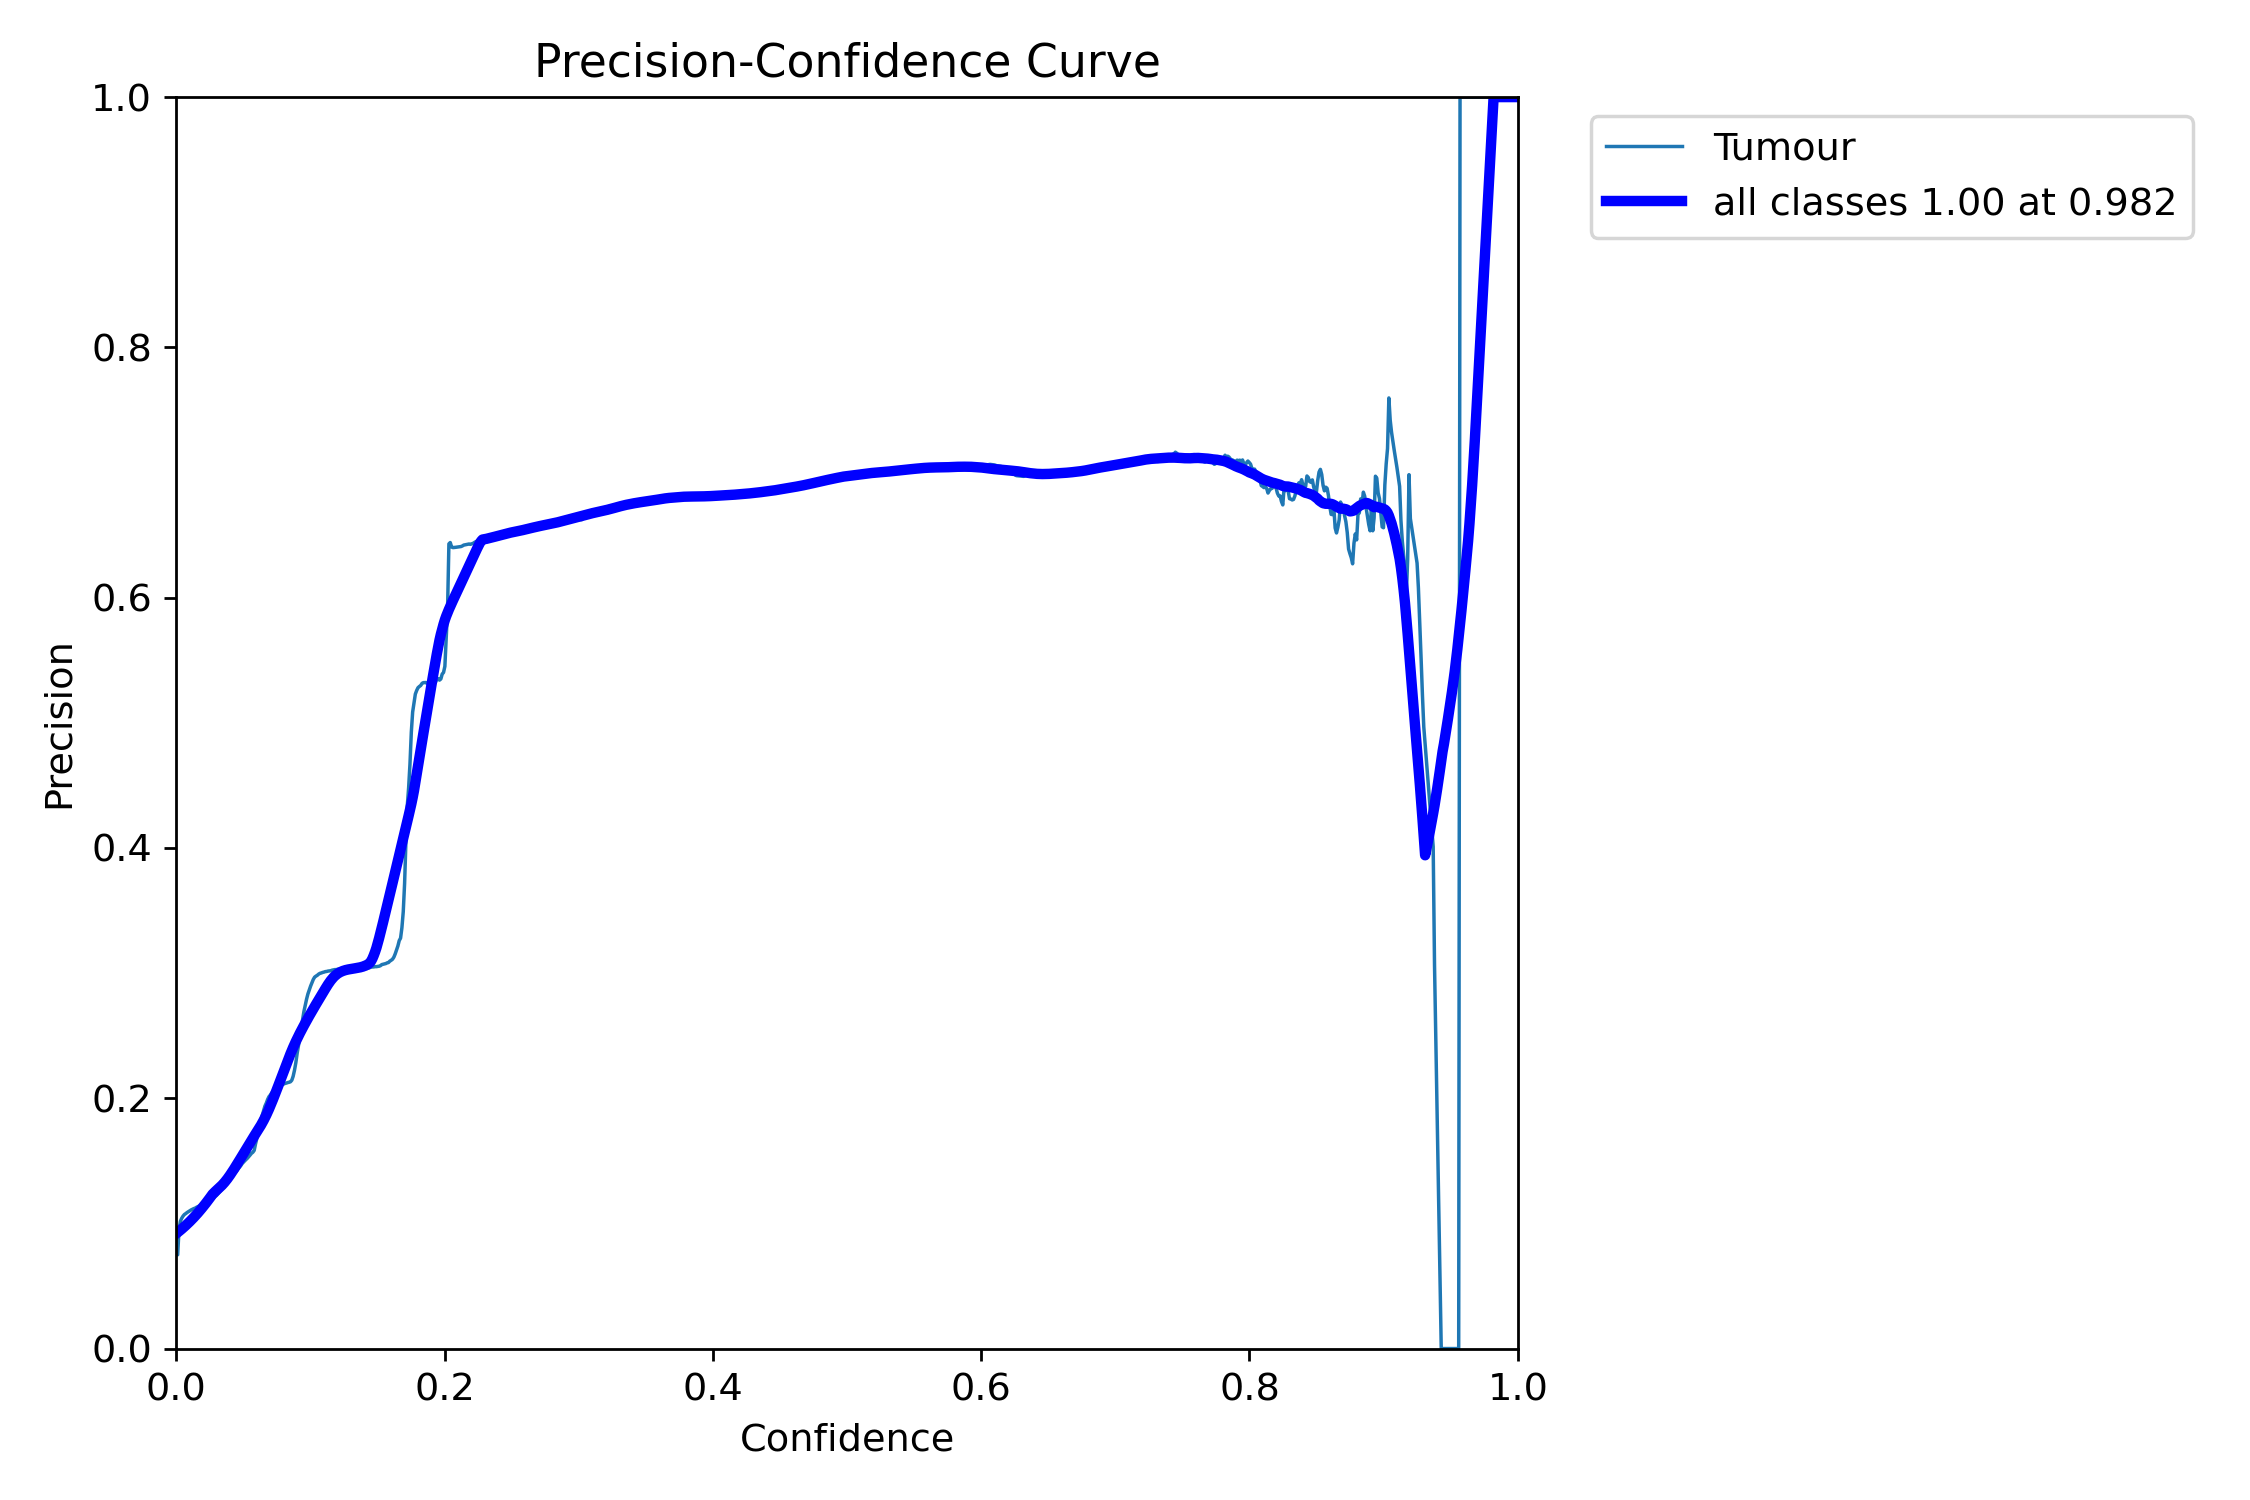 Precision-Confidence Curve
Tumour
all classes 1.00 at 0.982
1.0
0.8
0.6
0.4
0.2
0.0
Precision
0.0 0.2 0.4 0.6 0.8 1.0
Confidence